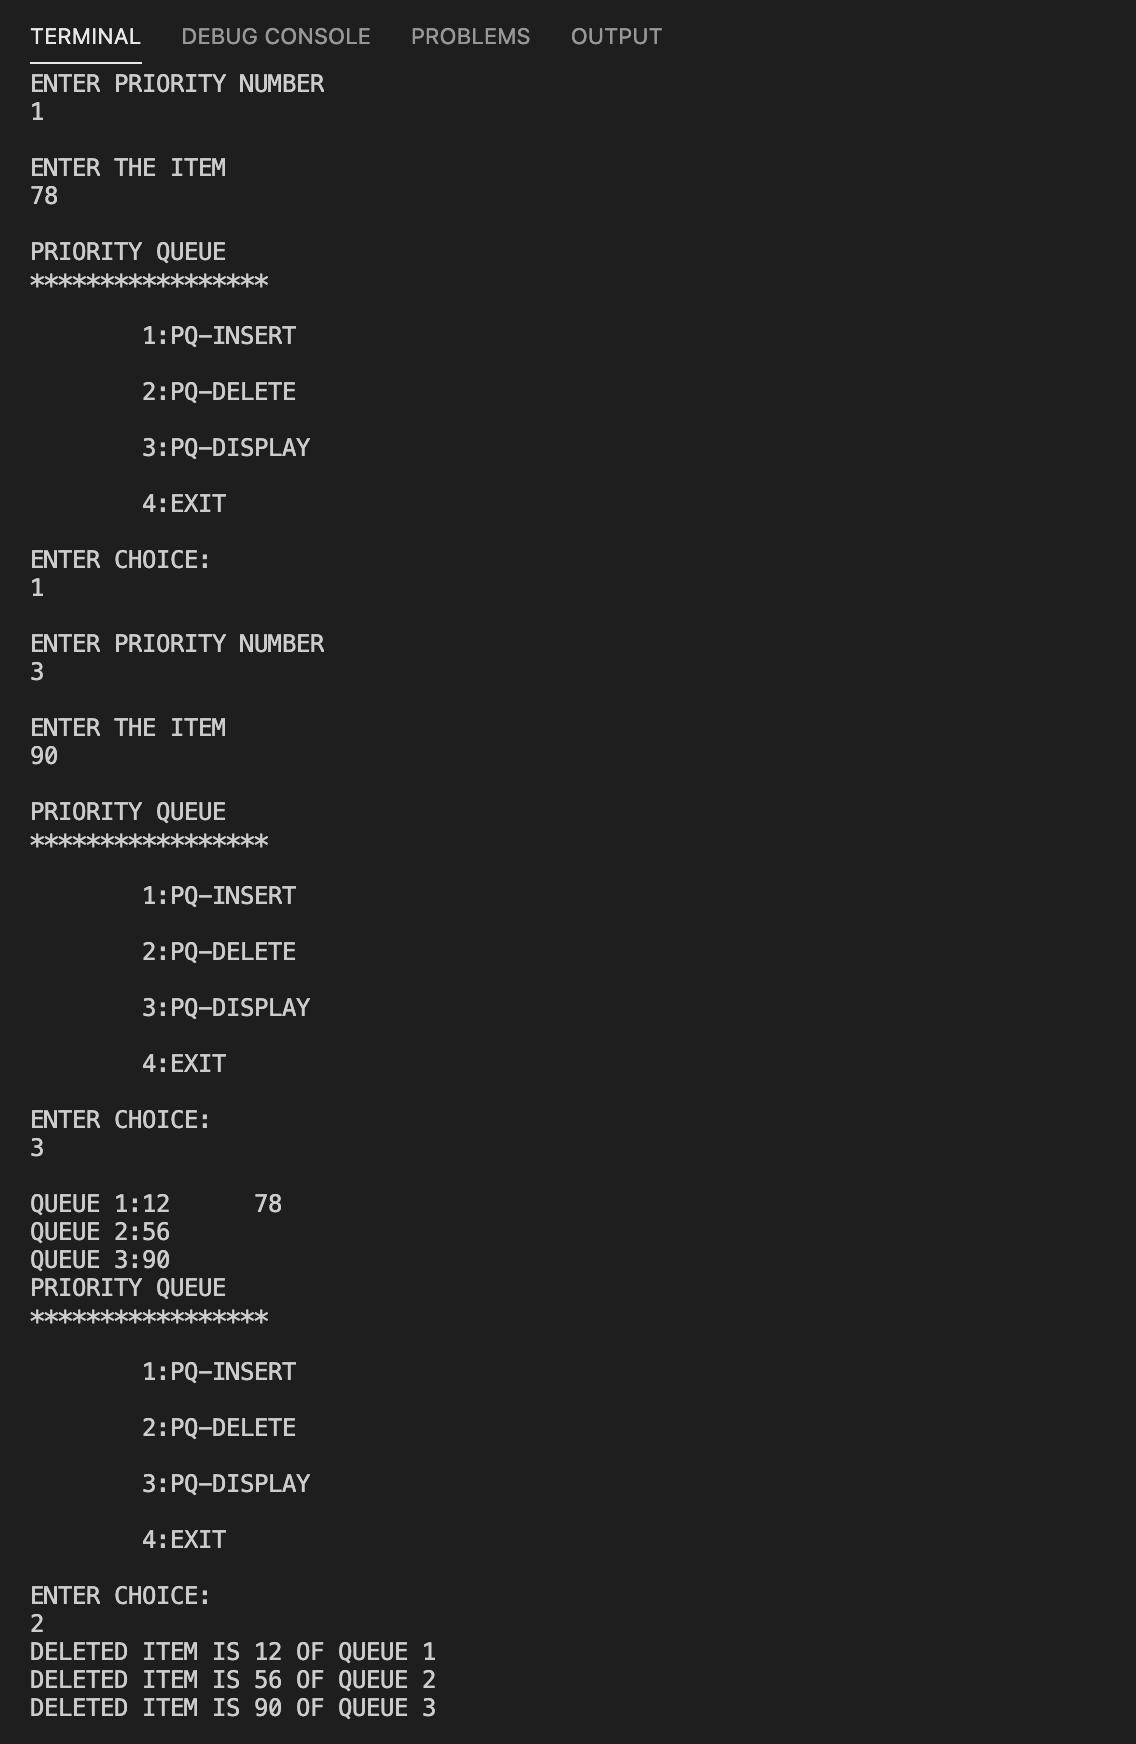 TERMINAL DEBUG CONSOLE PROBLEMS OUTPUT
ENTER PRIORITY NUMBER
1
ENTER THE ITEM
78
PRIORITY QUEUE
*****************
1:PQ-INSERT
2:PQ-DELETE
3:PQ-DISPLAY
4:EXIT
ENTER CHOICE:
1
ENTER PRIORITY NUMBER
3
ENTER THE ITEM
90
PRIORITY QUEUE
*****************
1:PQ-INSERT
2:PQ-DELETE
3:PQ-DISPLAY
4:EXIT
ENTER CHOICE:
3
QUEUE 1:12 78
QUEUE 2:56
QUEUE 3:90
PRIORITY QUEUE
*****************
1:PQ-INSERT
2:PQ-DELETE
3:PQ-DISPLAY
4:EXIT
ENTER CHOICE:
2
DELETED ITEM IS 12 OF QUEUE 1
DELETED ITEM IS 56 OF QUEUE 2
DELETED ITEM IS 90 OF QUEUE 3